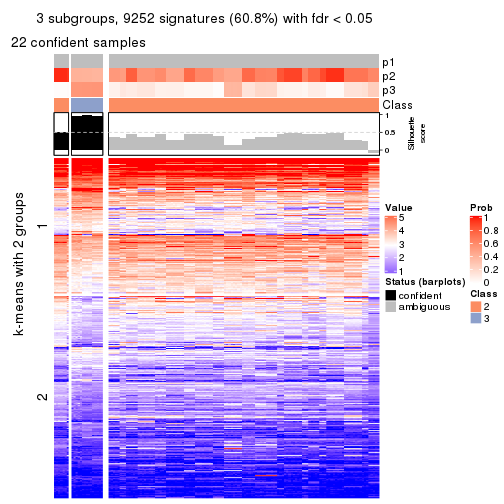 3 subgroups, 9252 signatures (60.8%) with fdr < 0.05
22 confident samples
p1
p2
p3
Class
1
0.5
0
Silhouette
score
k-means with 2 groups
1
2
Value
5
4
3
2
1
Prob
1
0.8
0.6
0.4
0.2
0
Status (barplots)
confident
ambiguous
Class
2
3